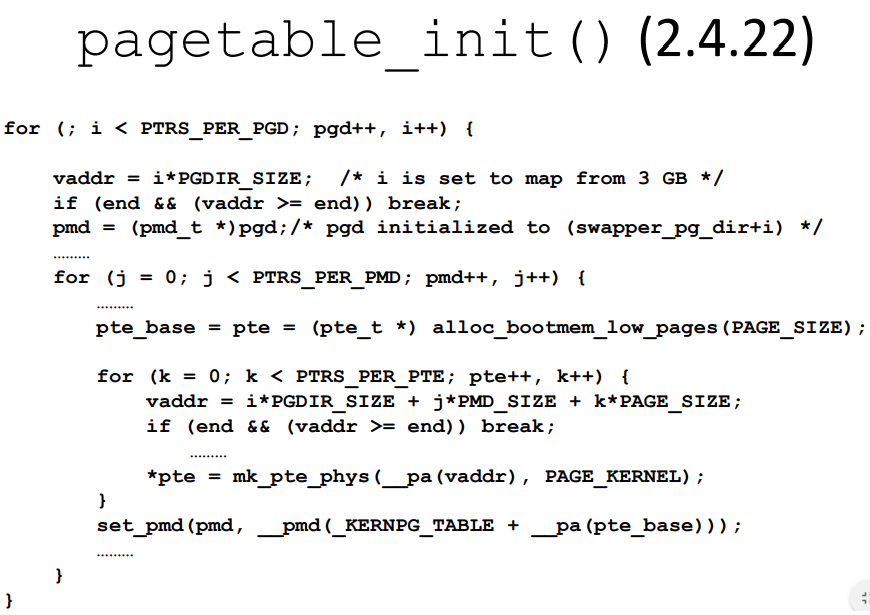 pagetable_init() (2.4.22)
for (; i < PTRS_PER_PGD; pgd++, i++) {
vaddr = i*PGDIR_SIZE; /* i is set to map from 3 GB */
if (end && (vaddr >= end)) break;
pmd = (pmd_t *)pgd;/* pgd initialized to (swapper_pg_dir+i) */
.........
for (j = 0; j < PTRS_PER_PMD; pmd++, j++) {
.........
pte_base = pte = (pte_t *) alloc_bootmem_low_pages(PAGE_SIZE);
for (k = 0; k < PTRS_PER_PTE; pte++, k++) {
vaddr = i*PGDIR_SIZE + j*PMD_SIZE + k*PAGE_SIZE;
if (end && (vaddr >= end)) break;
.........
*pte = mk_pte_phys(__pa(vaddr), PAGE_KERNEL);
}
set_pmd(pmd, __pmd(_KERNPG_TABLE + __pa(pte_base)));
.........
}
}